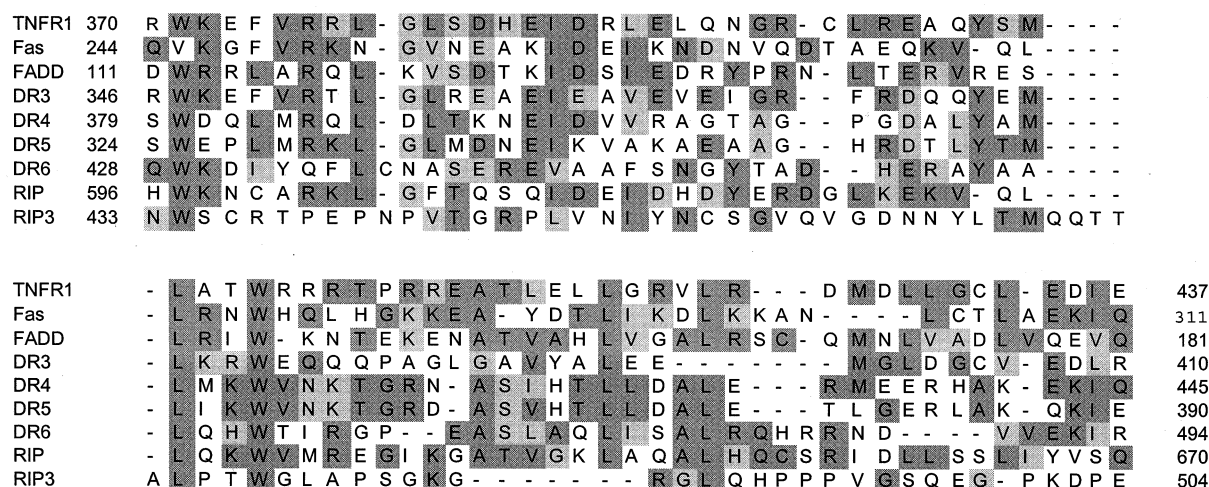 TNFR1 370 R W K E F V R R L - G L S D H E I D R L E L Q N G R - C L R E A Q Y S M - - - -
Fas 244 Q V K G F V R K N - G V N E A K I D E I K N D N V Q D T A E Q K V - Q L - - - -
FADD 111 D W R R L A R Q L - K V S D T K I D S I E D R Y P R N - L T E R V R E S - - - -
DR3 346 R W K E F V R T L - G L R E A E I E A V E V E I G R - - F R D Q Q Y E M - - - -
DR4 379 S W D Q L M R Q L - D L T K N E I D V V R A G T A G - - P G D A L Y A M - - - -
DR5 324 S W E P L M R K L - G L M D N E I K V A K A E A A G - - H R D T L Y T M - - - -
DR6 428 Q W K D I Y Q F L C N A S E R E V A A F S N G Y T A D - - H E R A Y A A - - - -
RIP 596 H W K N C A R K L - G F T Q S Q I D E I D H D Y E R D G L K E K V - Q L - - - -
RIP3 433 N W S C R T P E P N P V T G R P L V N I Y N C S G V Q V G D N N Y L T M Q Q T T
TNFR1 - L A T W R R R T P R R E A T L E L L G R V L R - - - D M D L L G C L - E D I E 437
Fas - L R N W H Q L H G K K E A - Y D T L I K D L K K A N - - - - L C T L A E K I Q 311
FADD - L R I W - K N T E K E N A T V A H L V G A L R S C - Q M N L V A D L V Q E V Q 181
DR3 - L K R W E Q Q Q P A G L G A V Y A L E E - - - - - - - M G L D G C V - E D L R 410
DR4 - L M K W V N K T G R N - A S I H T L L D A L E - - - R M E E R H A K - E K I Q 445
DR5 - L I K W V N K T G R D - A S V H T L L D A L E - - - T L G E R L A K - Q K I E 390
DR6 - L Q H W T I R G P - - E A S L A Q L I S A L R Q H R R N D - - - - V V E K I R 494
RIP - L Q K W V M R E G I K G A T V G K L A Q A L H Q C S R I D L L S S L I Y V S Q 670
RIP3 A L P T W G L A P S G K G - - - - - - - R G L Q H P P P V G S Q E G - P K D P E 504